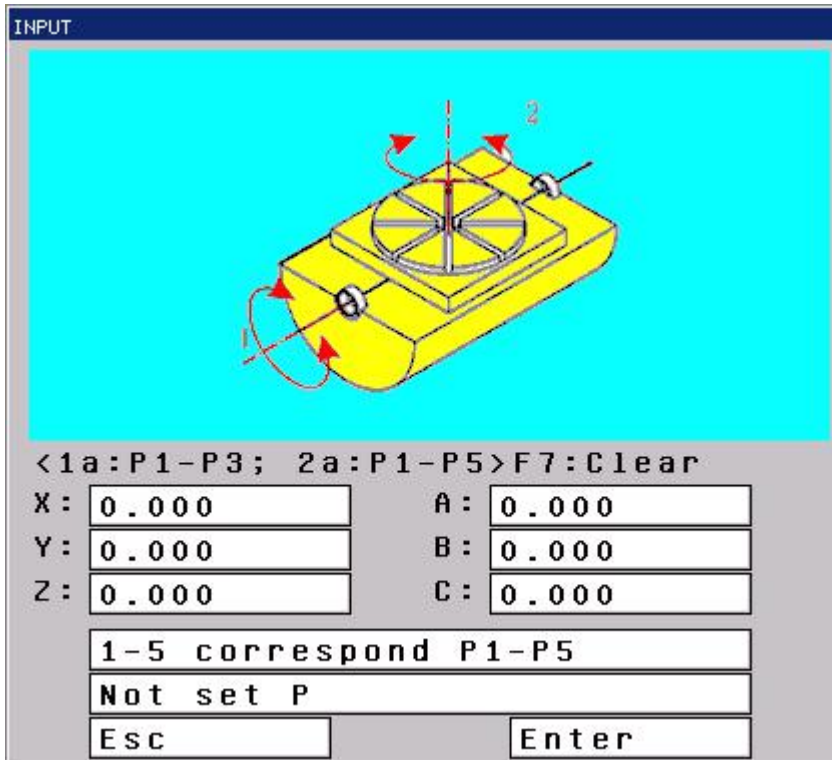 INPUT
2
1
<1a:P1-P3; 2a:P1-P5>F7:Clear
X: 0.000 A: 0.000
Y: 0.000 B: 0.000
Z: 0.000 C: 0.000
1-5 correspond P1-P5
Not set P
Esc Enter